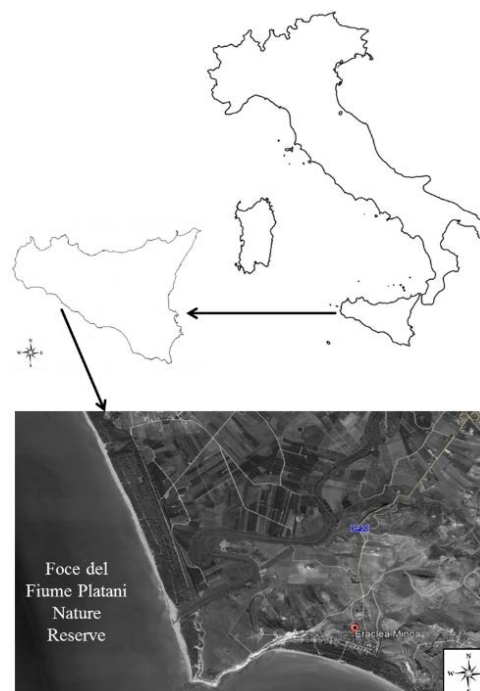 N
W
E
S
Foce del
Fiume Platani
Nature
Reserve
Eraclea Minoa
N
W
E
S